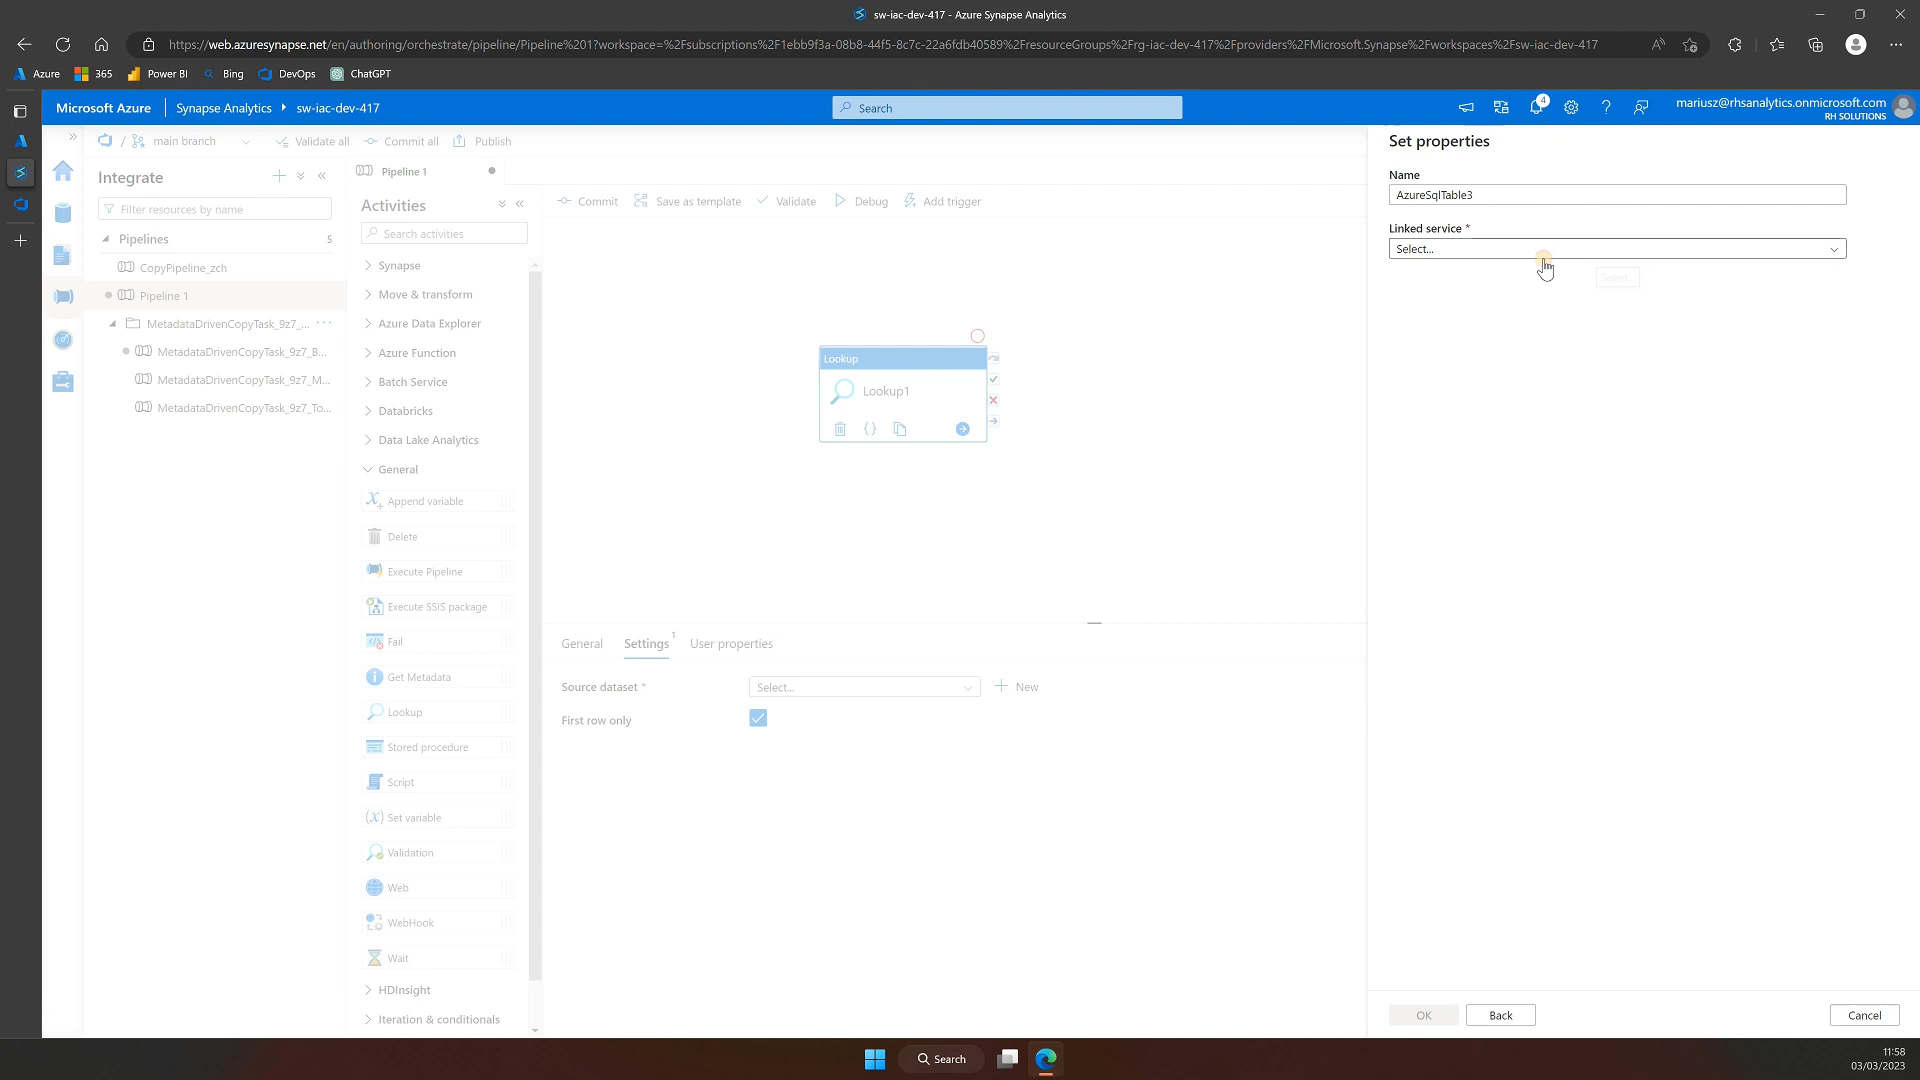 sw-iac-dev-417 - Azure Synapse Analytics
https://web.azuresynapse.net/en/authoring/orchestrate/pipeline/Pipeline%201?workspace=%2Fsubscriptions%2F1ebb9f3a-08b8-44f5-8c7c-22a6fdb40589%2FresourceGroups%2Frg-iac-dev-417%2Fproviders%2FMicrosoft.Synapse%2Fworkspaces%2Fsw-iac-dev-417
Azure 365 Power BI Bing DevOps ChatGPT
Microsoft Azure Synapse Analytics sw-iac-dev-417
Search
4
mariusz@rhsanalytics.onmicrosoft.com
RH SOLUTIONS
/ main branch Validate all Commit all Publish
Integrate
Filter resources by name
Pipelines 5
CopyPipeline_zch
Pipeline 1
MetadataDrivenCopyTask_9z7_...
MetadataDrivenCopyTask_9z7_B...
MetadataDrivenCopyTask_9z7_M...
MetadataDrivenCopyTask_9z7_To...
Pipeline 1
Activities
Search activities
Synapse
Move & transform
Azure Data Explorer
Azure Function
Batch Service
Databricks
Data Lake Analytics
General
Append variable
Delete
Execute Pipeline
Execute SSIS package
Fail
Get Metadata
Lookup
Stored procedure
Script
Set variable
Validation
Web
WebHook
Wait
HDInsight
Iteration & conditionals
Commit Save as template Validate Debug Add trigger
Lookup
Lookup1
General Settings 1 User properties
Source dataset *
Select...
New
First row only
Set properties
Name
AzureSqlTable3
Linked service *
Select...
Select...
OK Back Cancel
Search
11:58
03/03/2023